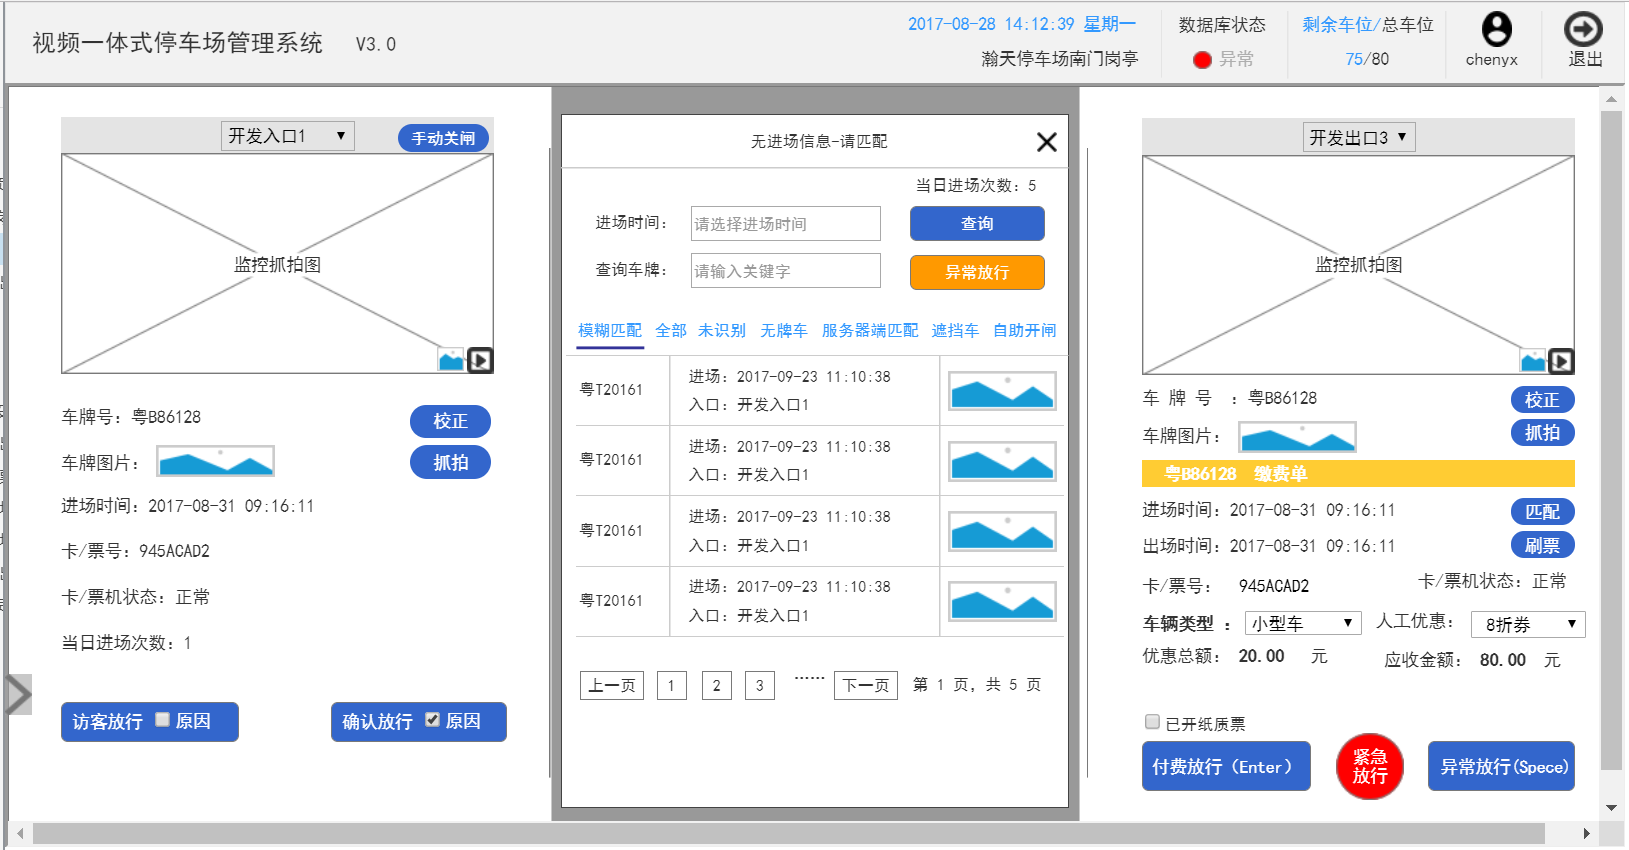 视频一体式停车场管理系统 V3.0
2017-08-28 14:12:39 星期一
瀚天停车场南门岗亭
数据库状态
异常
剩余车位/总车位
75/80
chenyx
退出
开发入口1
手动关闸
监控抓拍图
车牌号：粤B86128
校正
车牌图片：
抓拍
进场时间：2017-08-31 09:16:11
卡/票号：945ACAD2
卡/票机状态：正常
当日进场次数：1
访客放行 原因
确认放行 原因
无进场信息-请匹配
当日进场次数：5
进场时间： 请选择进场时间 查询
查询车牌： 请输入关键字 异常放行
模糊匹配 全部 未识别 无牌车 服务器端匹配 遮挡车 自助开闸
粤T20161
进场：2017-09-23 11:10:38
入口：开发入口1
粤T20161
进场：2017-09-23 11:10:38
入口：开发入口1
粤T20161
进场：2017-09-23 11:10:38
入口：开发入口1
粤T20161
进场：2017-09-23 11:10:38
入口：开发入口1
上一页 1 2 3 …… 下一页 第 1 页，共 5 页
开发出口3
监控抓拍图
车 牌 号 ：粤B86128
校正
车牌图片：
抓拍
粤B86128 缴费单
进场时间：2017-08-31 09:16:11
匹配
出场时间：2017-08-31 09:16:11
刷票
卡/票号： 945ACAD2
卡/票机状态：正常
车辆类型 ： 小型车
人工优惠： 8折券
优惠总额： 20.00 元
应收金额： 80.00 元
已开纸质票
付费放行（Enter）
紧急
放行
异常放行(Spece)